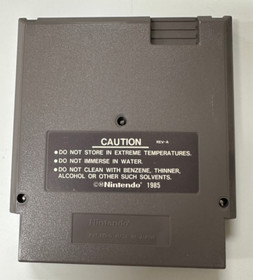 CAUTION REV-A
• DO NOT STORE IN EXTREME TEMPERATURES.
• DO NOT IMMERSE IN WATER.
• DO NOT CLEAN WITH BENZENE, THINNER,
ALCOHOL OR OTHER SUCH SOLVENTS.
©®Nintendo 1985